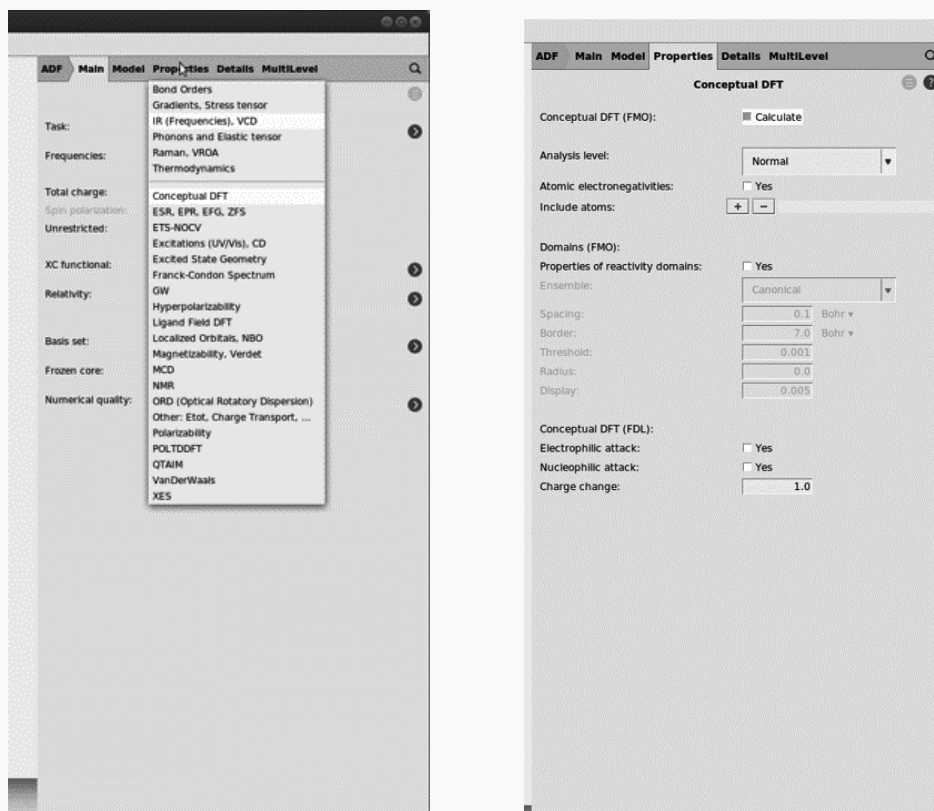 ADF Main Model Properties Details MultiLevel
Task:
Frequencies:
Total charge:
Spin polarization:
Unrestricted:
XC functional:
Relativity:
Basis set:
Frozen core:
Numerical quality:
Bond Orders
Gradients, Stress tensor
IR (Frequencies), VCD
Phonons and Elastic tensor
Raman, VROA
Thermodynamics
Conceptual DFT
ESR, EPR, EFG, ZFS
ETS-NOCV
Excitations (UV/Vis), CD
Excited State Geometry
Franck-Condon Spectrum
GW
Hyperpolarizability
Ligand Field DFT
Localized Orbitals, NBO
Magnetizability, Verdet
MCD
NMR
ORD (Optical Rotatory Dispersion)
Other: Etot, Charge Transport, ...
Polarizability
POLTDDFT
QTAIM
VanDerWaals
XES
ADF Main Model Properties Details MultiLevel
Conceptual DFT
Conceptual DFT (FMO): Calculate
Analysis level: Normal
Atomic electronegativities: Yes
Include atoms: + −
Domains (FMO):
Properties of reactivity domains: Yes
Ensemble: Canonical
Spacing: 0.1 Bohr
Border: 7.0 Bohr
Threshold: 0.001
Radius: 0.0
Display: 0.005
Conceptual DFT (FDL):
Electrophilic attack: Yes
Nucleophilic attack: Yes
Charge change: 1.0